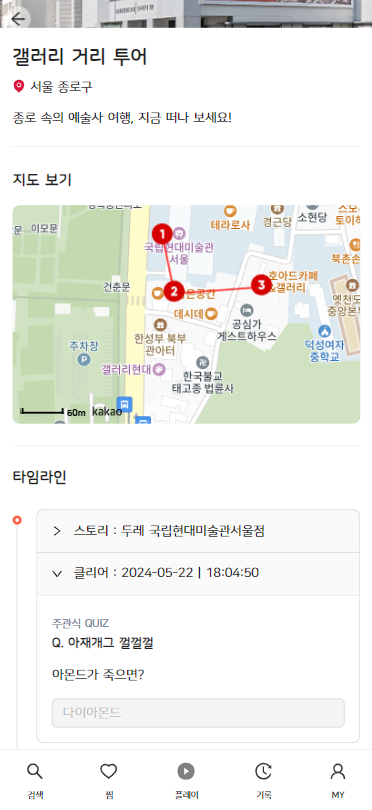 갤러리 거리 투어
서울 종로구
종로 속의 예술사 여행, 지금 떠나 보세요!
지도 보기
문 이모문
테라로사
경근당
소현당
1
국립현대미술관
서울
북촌손
건춘문
2
은공간
3
호아드카페
&갤러리
데시데
옛천도
중앙본부
한성부 북부
관아터
공심가
게스트하우스
덕성여자
중학교
주차장
P
갤러리현대
한국불교
태고종 법륜사
60m
kakao
타임라인
스토리 : 두레 국립현대미술관서울점
클리어 : 2024-05-22 | 18:04:50
주관식 QUIZ
Q. 아재개그 껄껄껄
아몬드가 죽으면?
다이아몬드
검색
찜
플레이
기록
MY